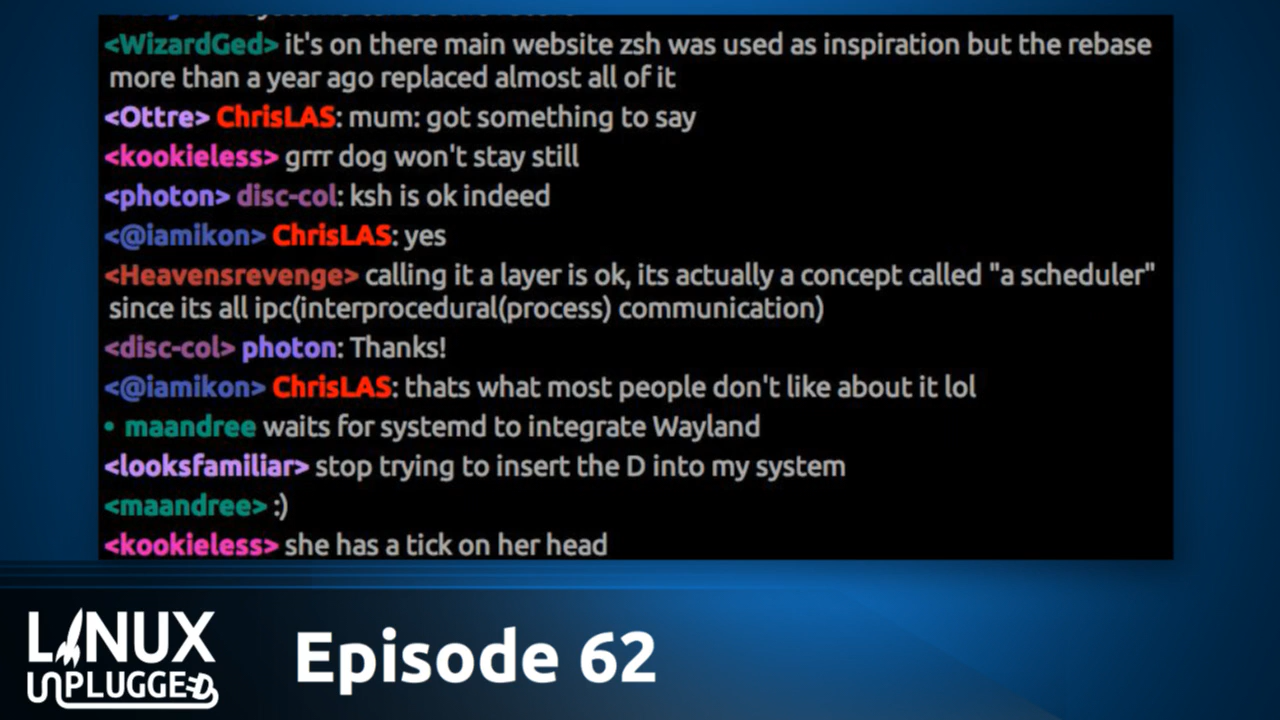 <WizardGed> it's on there main website zsh was used as inspiration but the rebase
more than a year ago replaced almost all of it
<Ottre> ChrisLAS: mum: got something to say
<kookieless> grrr dog won't stay still
<photon> disc-col: ksh is ok indeed
<@iamikon> ChrisLAS: yes
<Heavensrevenge> calling it a layer is ok, its actually a concept called "a scheduler"
since its all ipc(interprocedural(process) communication)
<disc-col> photon: Thanks!
<@iamikon> ChrisLAS: thats what most people don't like about it lol
• maandree waits for systemd to integrate Wayland
<looksfamiliar> stop trying to insert the D into my system
<maandree> :)
<kookieless> she has a tick on her head
LINUX
UNPLUGGED
Episode 62